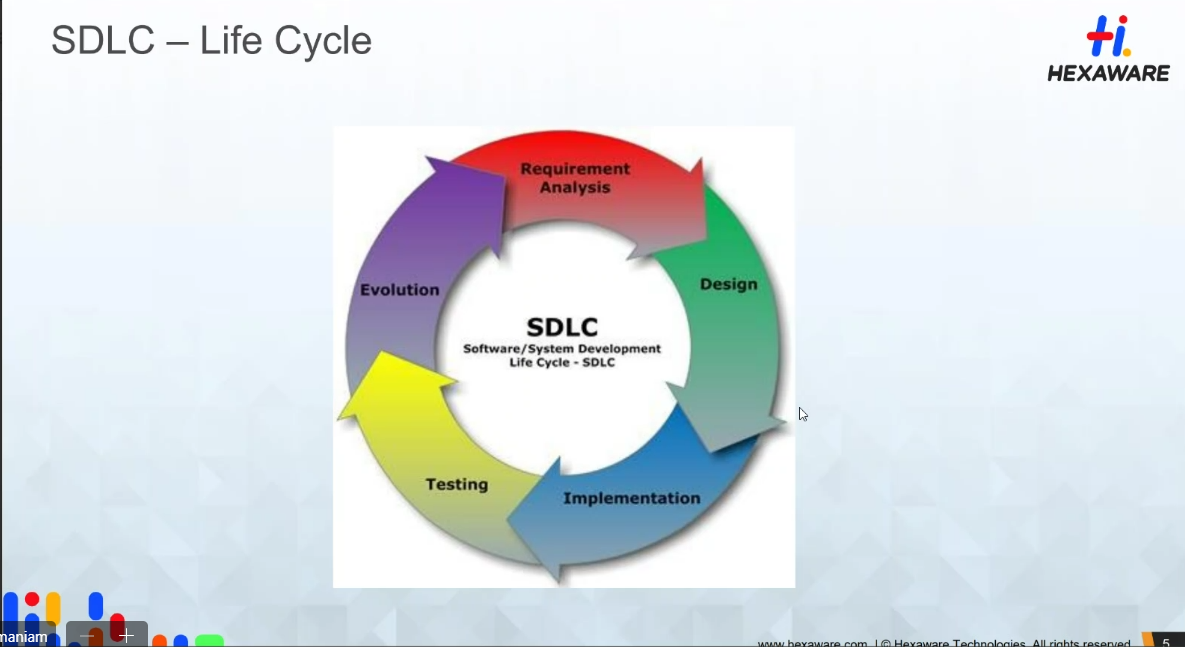 SDLC – Life Cycle
HEXAWARE
Requirement
Analysis
Design
Evolution
SDLC
Software/System Development
Life Cycle - SDLC
Testing
Implementation
maniam
www.hexaware.com | © Hexaware Technologies. All rights reserved.
5